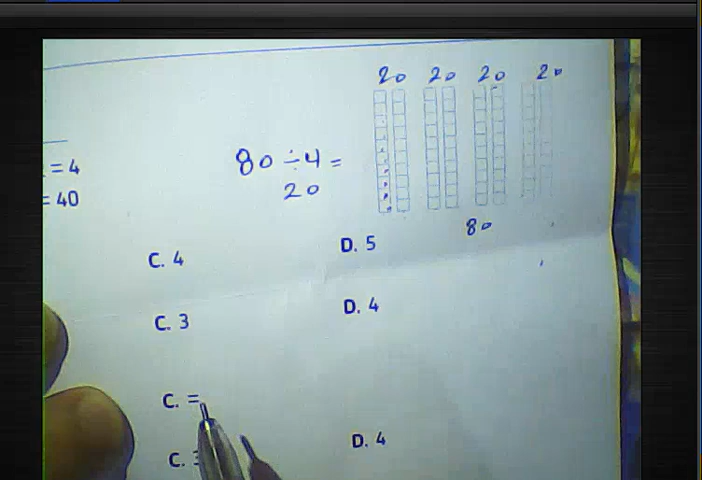 20 20 20 20
= 4
80 ÷ 4 =
= 40
20
80
C. 4 D. 5
C. 3 D. 4
C. =
D. 4
C.